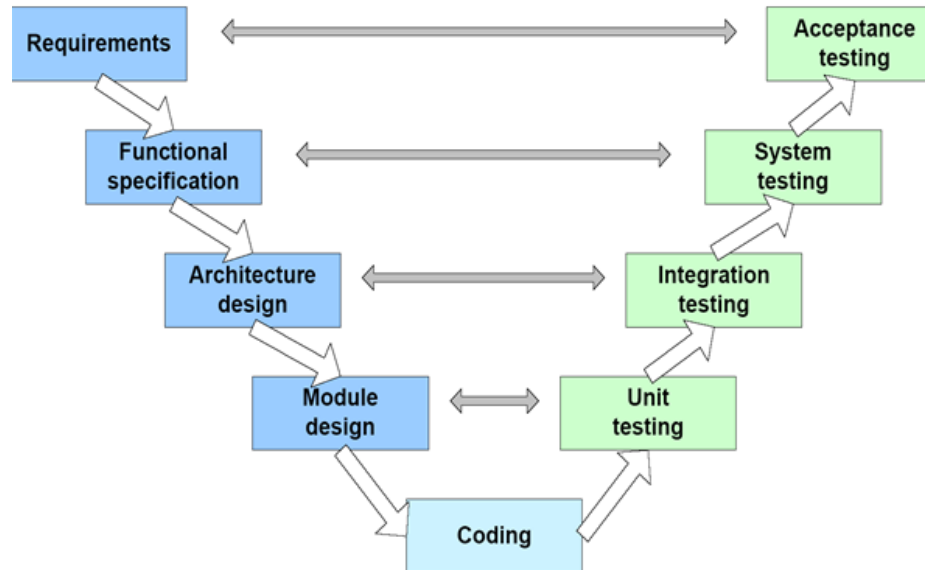 Requirements
Acceptance
testing
Functional
specification
System
testing
Architecture
design
Integration
testing
Module
design
Unit
testing
Coding